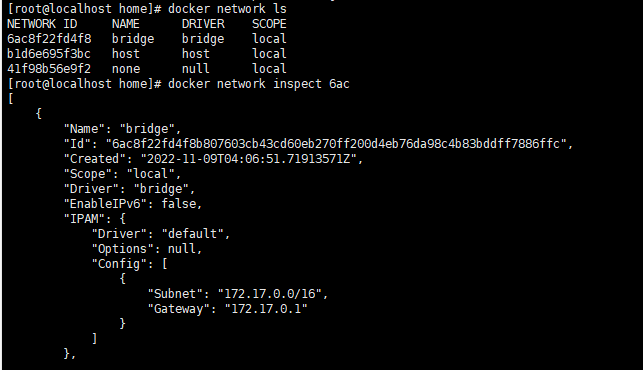 [root@localhost home]# docker network ls
NETWORK ID     NAME      DRIVER    SCOPE
6ac8f22fd4f8   bridge    bridge    local
b1d6e695f3bc   host      host      local
41f98b56e9f2   none      null      local
[root@localhost home]# docker network inspect 6ac
[
    {
        "Name": "bridge",
        "Id": "6ac8f22fd4f8b807603cb43cd60eb270ff200d4eb76da98c4b83bddff7886ffc",
        "Created": "2022-11-09T04:06:51.71913571Z",
        "Scope": "local",
        "Driver": "bridge",
        "EnableIPv6": false,
        "IPAM": {
            "Driver": "default",
            "Options": null,
            "Config": [
                {
                    "Subnet": "172.17.0.0/16",
                    "Gateway": "172.17.0.1"
                }
            ]
        },